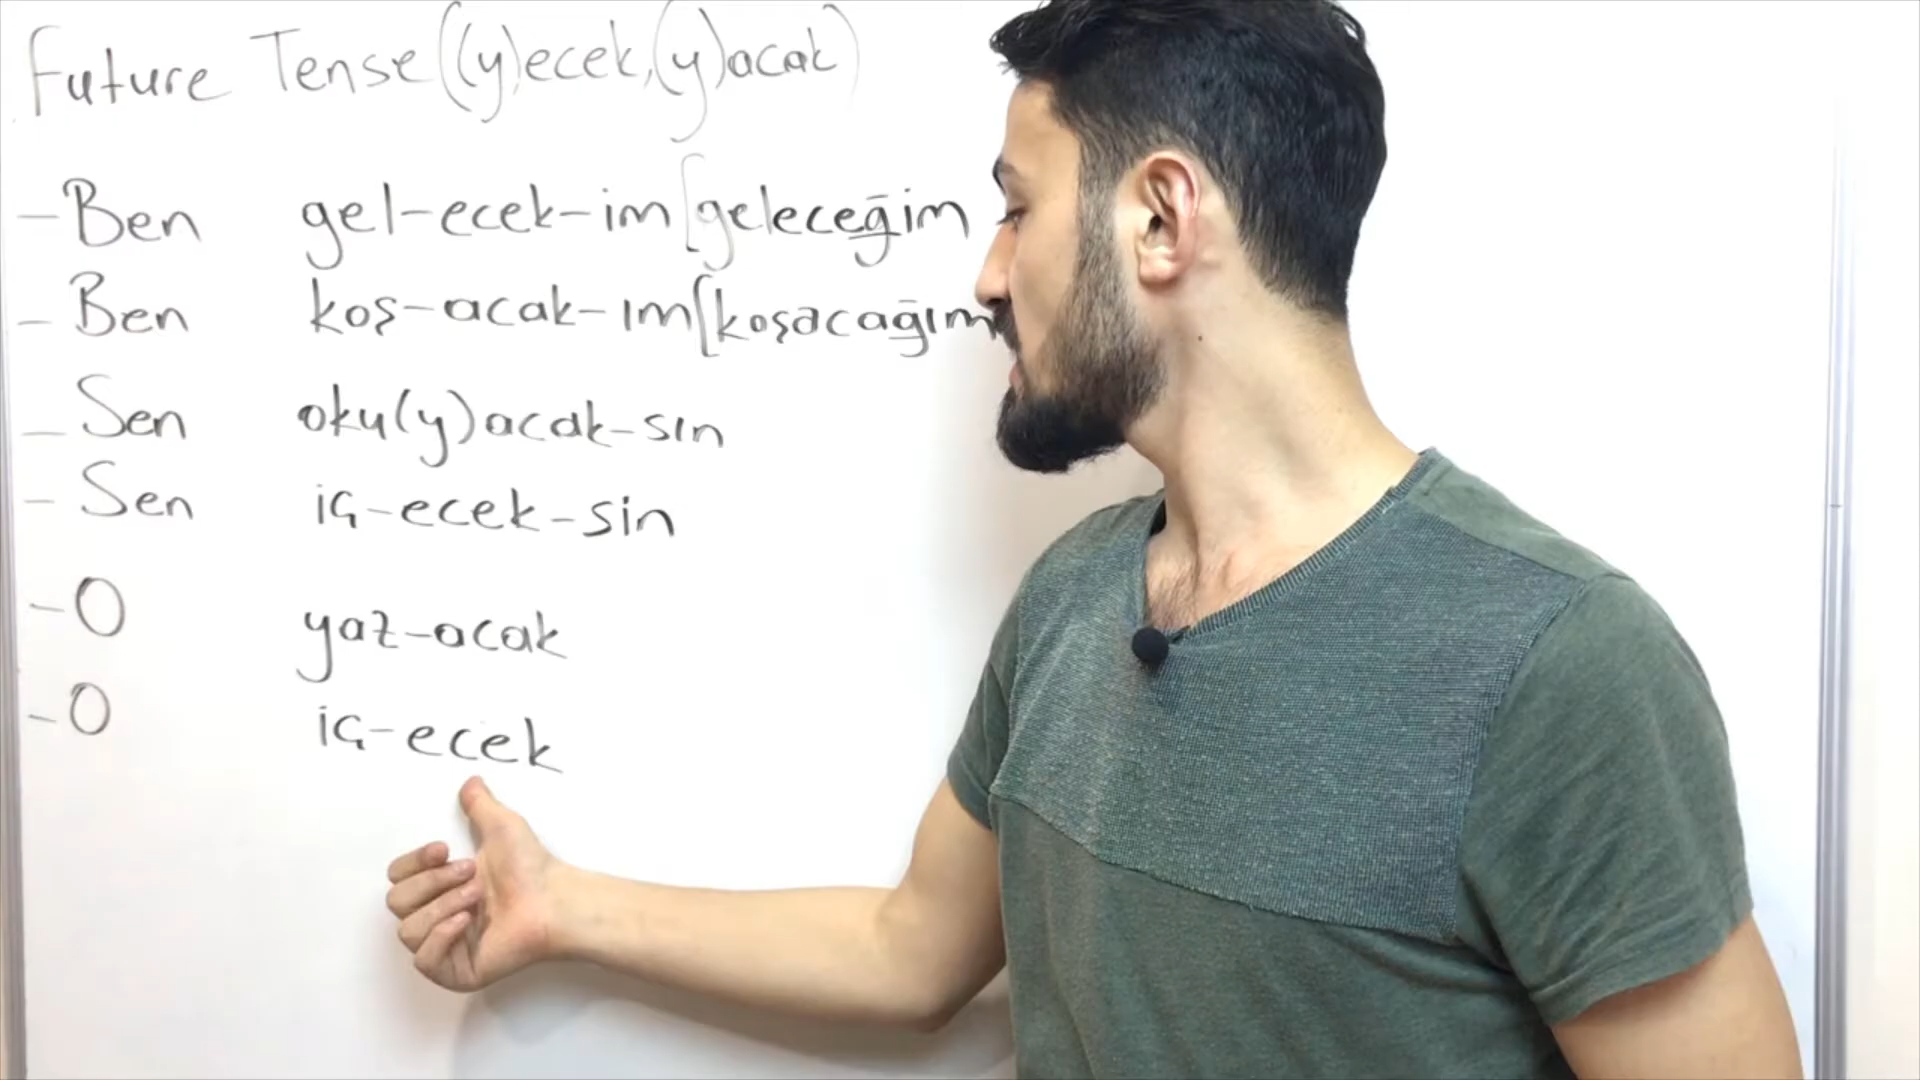 Future Tense ((y)ecek, (y)acak)
- Ben gel-ecek-im [geleceğim
- Ben koş-acak-ım [koşacağım
- Sen oku(y)acak-sın
- Sen iç-ecek-sin
- O yaz-acak
- O iç-ecek